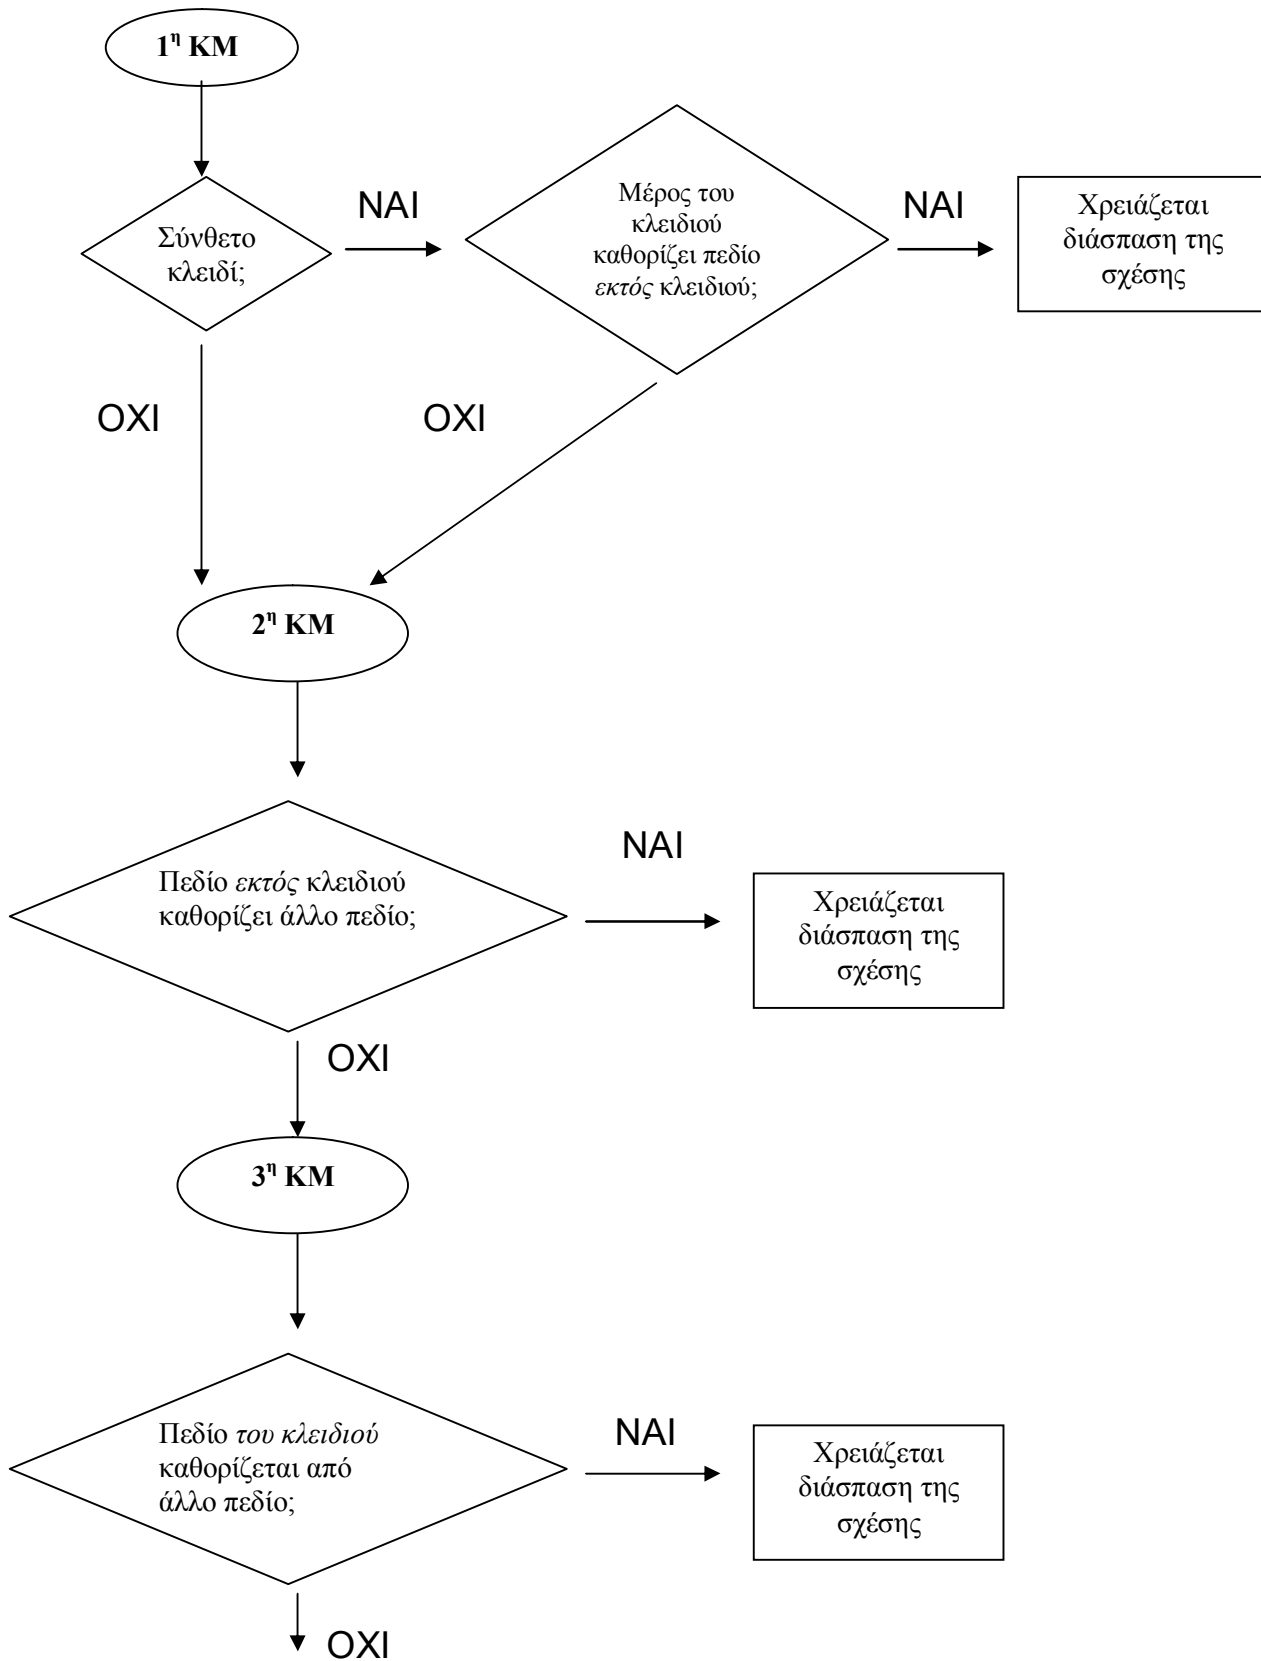 1η ΚΜ
Σύνθετο
κλειδί;
ΝΑΙ
Μέρος του
κλειδιού
καθορίζει πεδίο
εκτός κλειδιού;
ΝΑΙ
Χρειάζεται
διάσπαση της
σχέσης
ΟΧΙ
ΟΧΙ
2η ΚΜ
Πεδίο εκτός κλειδιού
καθορίζει άλλο πεδίο;
ΝΑΙ
Χρειάζεται
διάσπαση της
σχέσης
ΟΧΙ
3η ΚΜ
Πεδίο του κλειδιού
καθορίζεται από
άλλο πεδίο;
ΝΑΙ
Χρειάζεται
διάσπαση της
σχέσης
ΟΧΙ